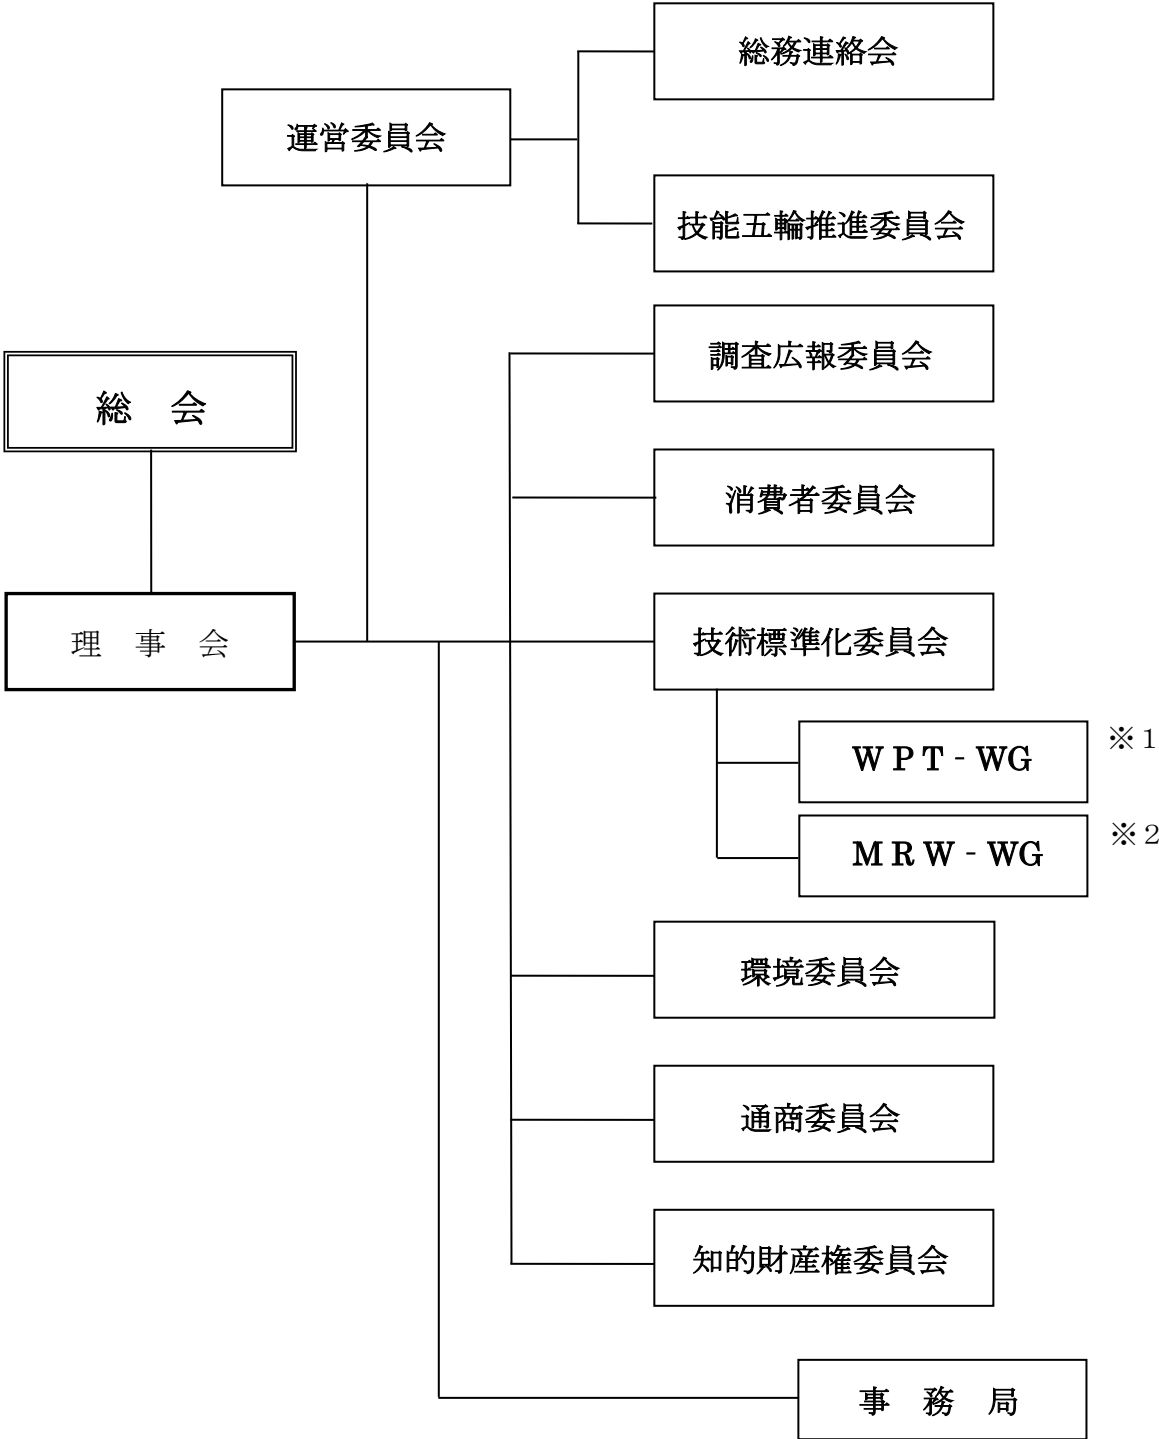 総務連絡会
運営委員会
技能五輪推進委員会
調査広報委員会
総　会
消費者委員会
理　事　会
技術標準化委員会
ＷＰＴ-ＷＧ ※１
ＭＲＷ-ＷＧ ※２
環境委員会
通商委員会
知的財産権委員会
事　務　局